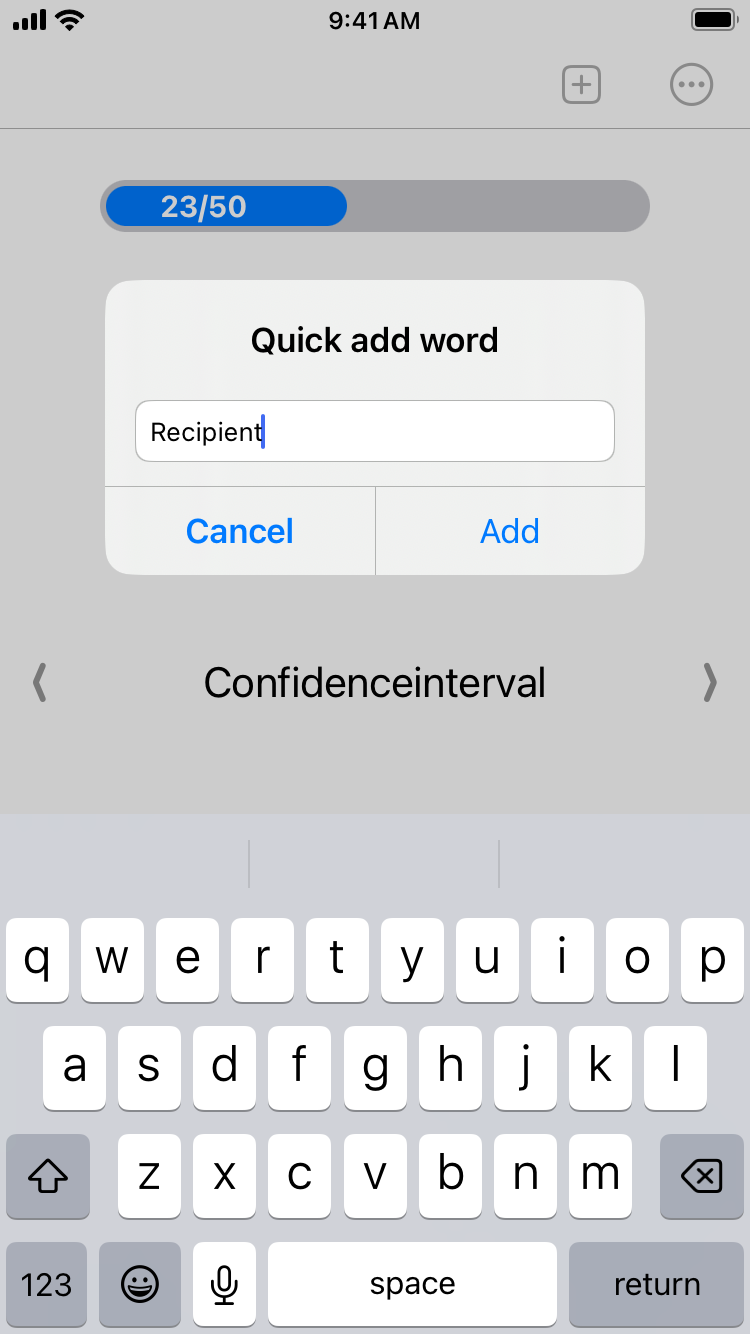 9:41 AM
23/50
Quick add word
Recipient
Cancel
Add
Confidenceinterval
q w e r t y u i o p
a s d f g h j k l
z x c v b n m
123 space return